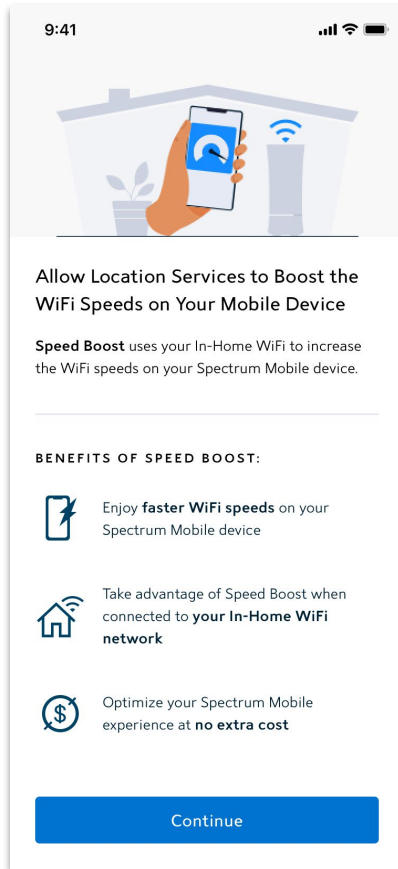 9:41
Allow Location Services to Boost the
WiFi Speeds on Your Mobile Device
Speed Boost uses your In-Home WiFi to increase
the WiFi speeds on your Spectrum Mobile device.
BENEFITS OF SPEED BOOST:
Enjoy faster WiFi speeds on your
Spectrum Mobile device
Take advantage of Speed Boost when
connected to your In-Home WiFi
network
$
Optimize your Spectrum Mobile
experience at no extra cost
Continue